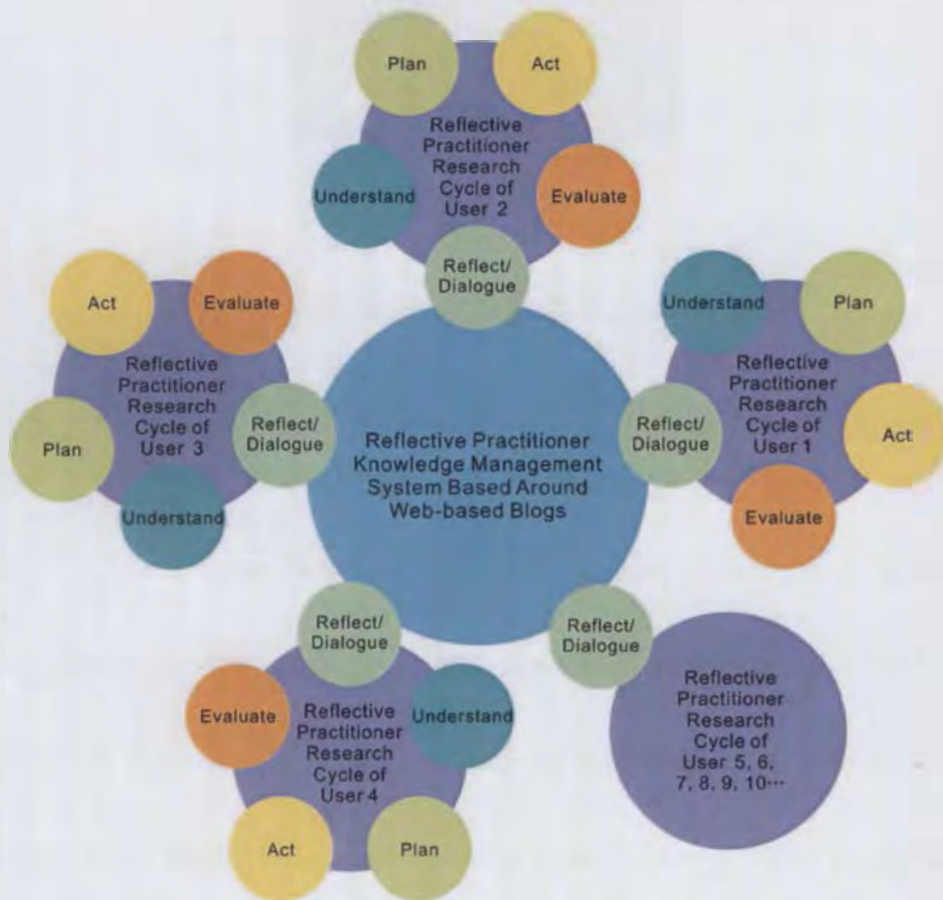 Plan
Act
Reflective
Practitioner
Research
Cycle of
User 2
Understand
Evaluate
Reflect/
Dialogue
Act
Evaluate
Reflective
Practitioner
Research
Cycle of
User 3
Plan
Reflect/
Dialogue
Understand
Understand
Plan
Reflective
Practitioner
Research
Cycle of
User 1
Reflect/
Dialogue
Act
Evaluate
Reflective Practitioner
Knowledge Management
System Based Around
Web-based Blogs
Reflect/
Dialogue
Evaluate
Reflective
Practitioner
Research
Cycle of
User 4
Understand
Act
Plan
Reflect/
Dialogue
Reflective
Practitioner
Research
Cycle of
User 5, 6,
7, 8, 9, 10···